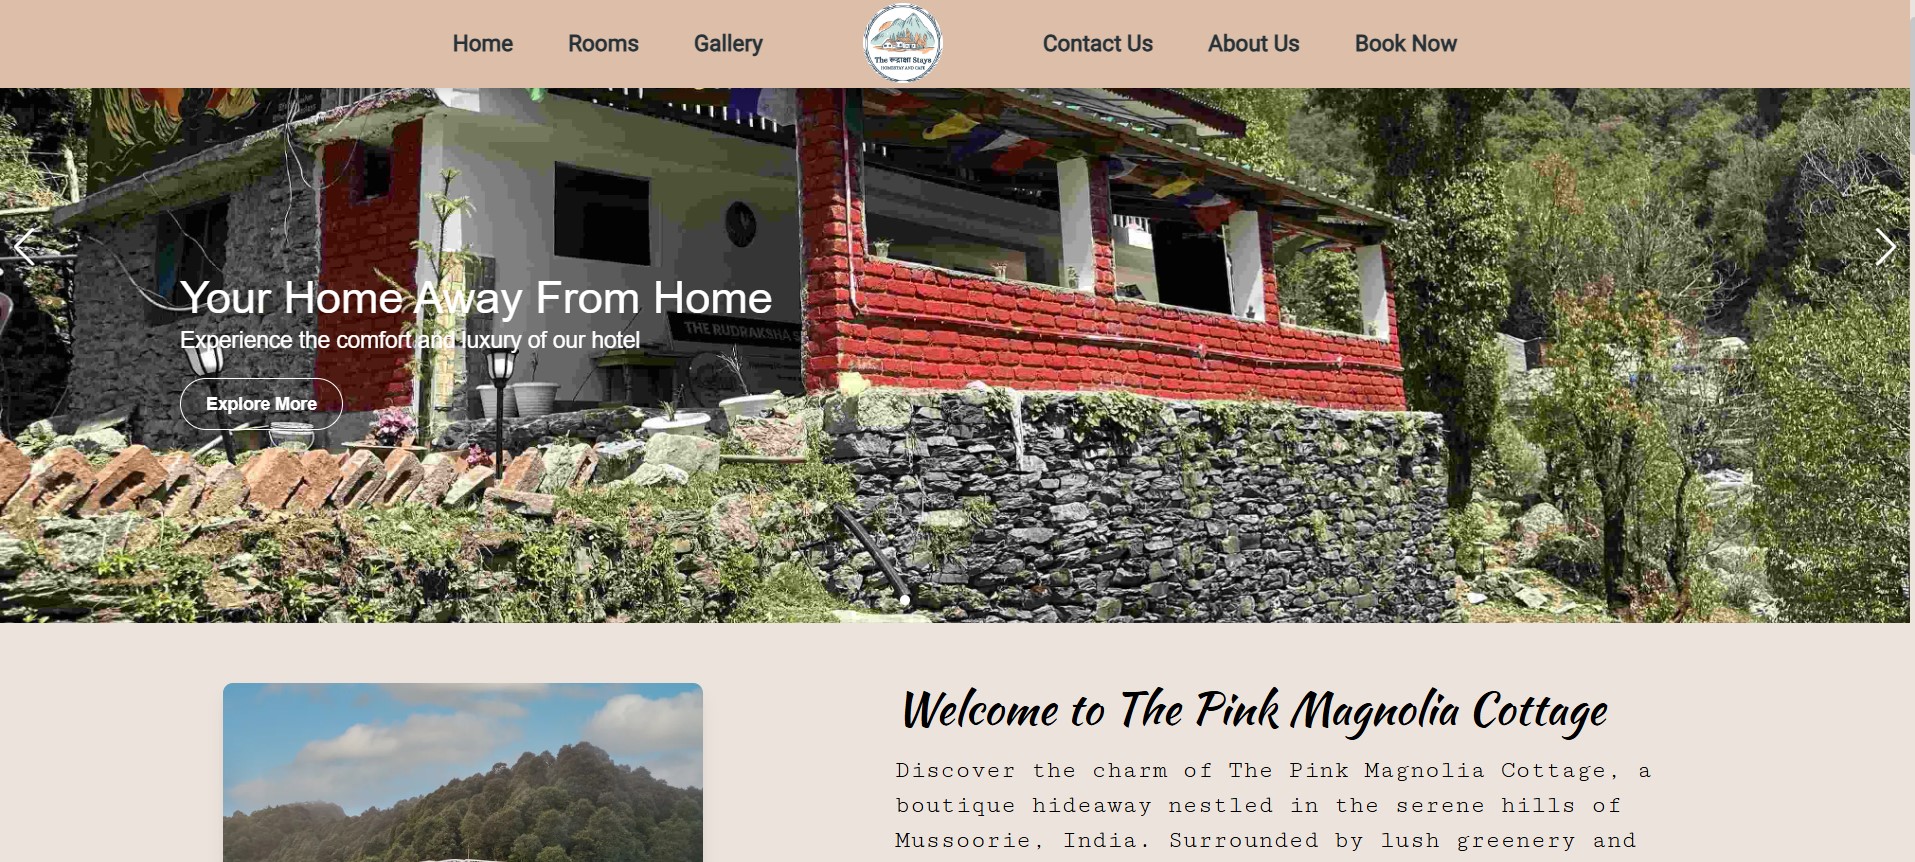 Home Rooms Gallery
The रूद्राक्षा Stays
HOMESTAY AND CAFE
Contact Us About Us Book Now
Your Home Away From Home
THE RUDRAKSHA S
Experience the comfort and luxury of our hotel
Explore More
Welcome to The Pink Magnolia Cottage
Discover the charm of The Pink Magnolia Cottage, a
boutique hideaway nestled in the serene hills of
Mussoorie, India. Surrounded by lush greenery and